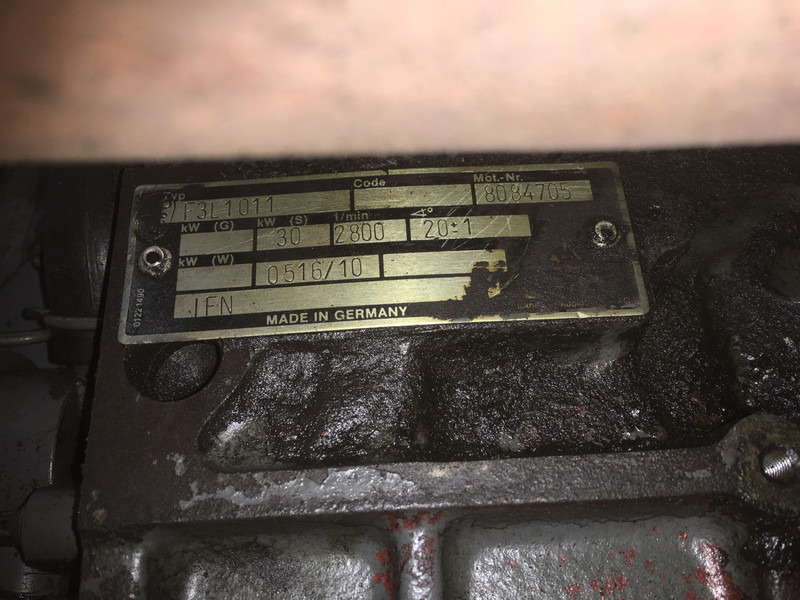 Typ Code Mot.-Nr.
F3L1011 8084705
kW (G) kW (S) 1/min ∢°
30 2800 20±1
kW (W)
0516/10
IFN
MADE IN GERMANY
01221490